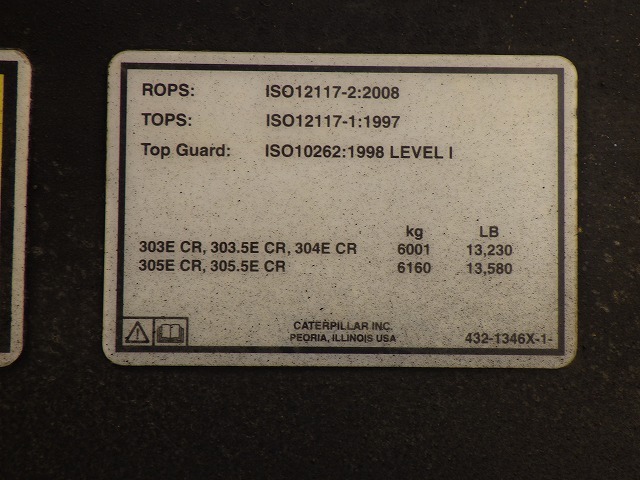 ROPS: ISO12117-2:2008
TOPS: ISO12117-1:1997
Top Guard: ISO10262:1998 LEVEL I
kg LB
303E CR, 303.5E CR, 304E CR 6001 13,230
305E CR, 305.5E CR 6160 13,580
CATERPILLAR INC.
PEORIA, ILLINOIS USA
432-1346X-1-